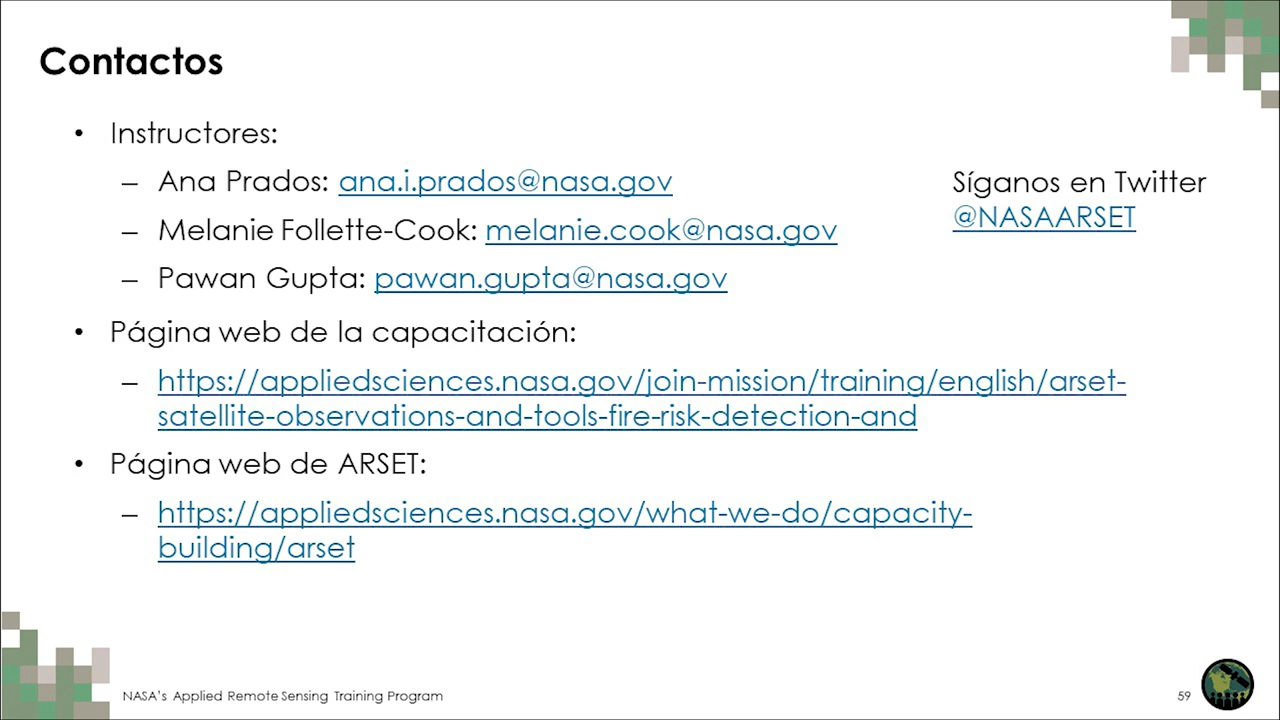 Contactos
• Instructores:
– Ana Prados: ana.i.prados@nasa.gov
– Melanie Follette-Cook: melanie.cook@nasa.gov
– Pawan Gupta: pawan.gupta@nasa.gov
Síganos en Twitter
@NASAARSET
• Página web de la capacitación:
– https://appliedsciences.nasa.gov/join-mission/training/english/arset-
satellite-observations-and-tools-fire-risk-detection-and
• Página web de ARSET:
– https://appliedsciences.nasa.gov/what-we-do/capacity-
building/arset
NASA's Applied Remote Sensing Training Program
59